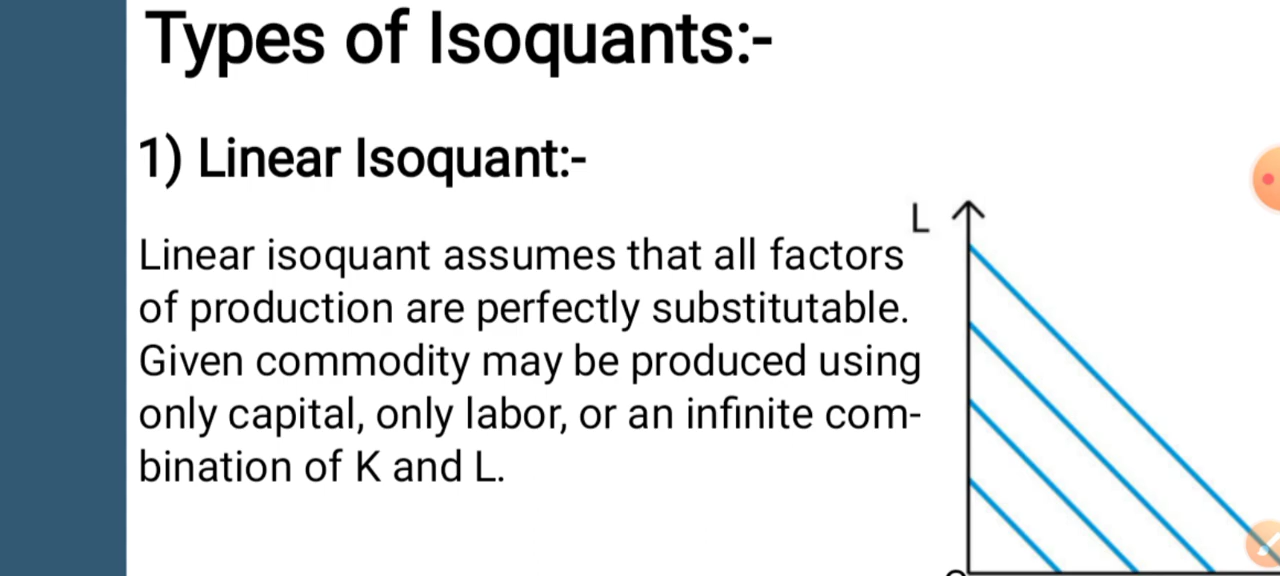 Types of Isoquants:-
1) Linear Isoquant:-
L
Linear isoquant assumes that all factors
of production are perfectly substitutable.
Given commodity may be produced using
only capital, only labor, or an infinite com-
bination of K and L.